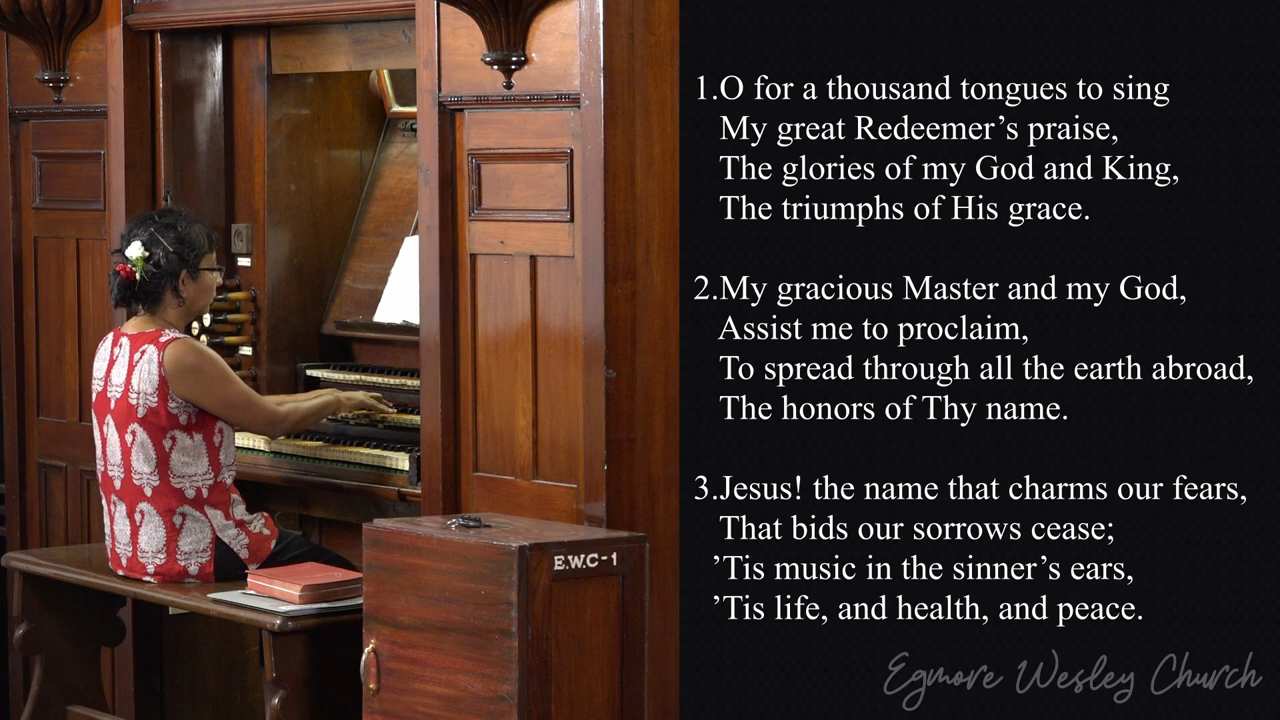 1.O for a thousand tongues to sing
My great Redeemer’s praise,
The glories of my God and King,
The triumphs of His grace.
2.My gracious Master and my God,
Assist me to proclaim,
To spread through all the earth abroad,
The honors of Thy name.
3.Jesus! the name that charms our fears,
That bids our sorrows cease;
’Tis music in the sinner’s ears,
’Tis life, and health, and peace.
E.W.C-1
Egmore Wesley Church